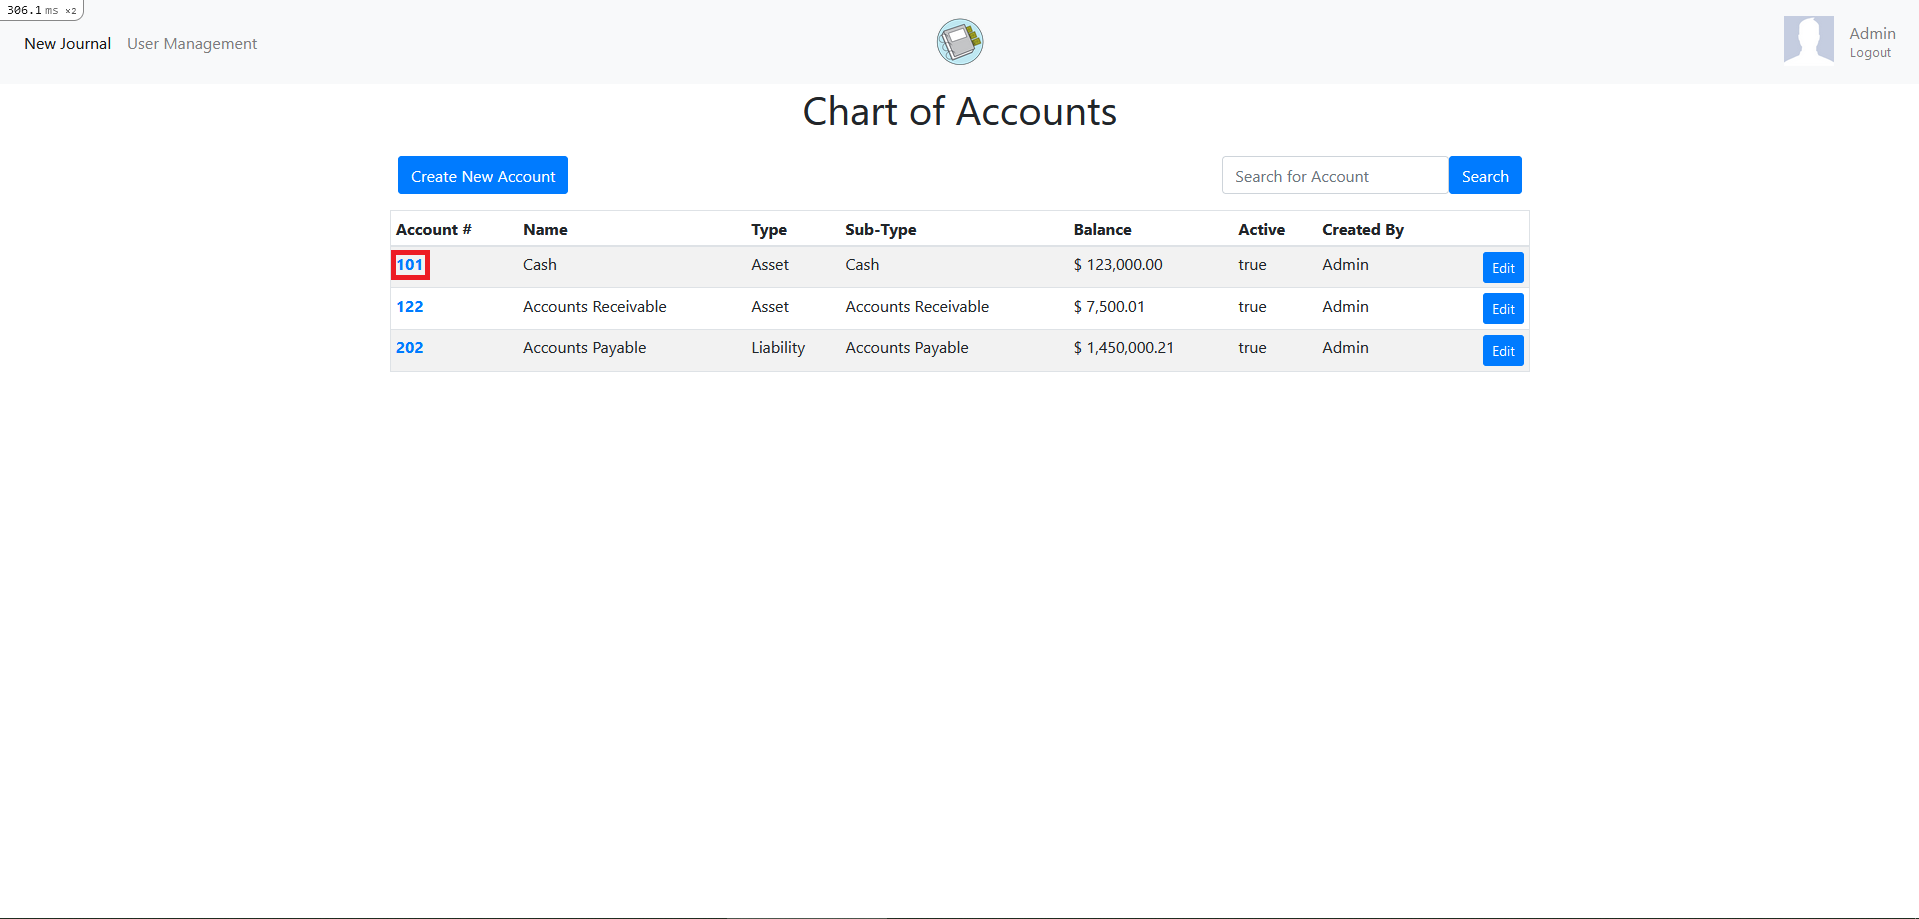 306.1 ms ×2
New Journal User Management
Admin
Logout
Chart of Accounts
Create New Account Search for Account Search
Account # Name Type Sub-Type Balance Active Created By
101 Cash Asset Cash $ 123,000.00 true Admin Edit
122 Accounts Receivable Asset Accounts Receivable $ 7,500.01 true Admin Edit
202 Accounts Payable Liability Accounts Payable $ 1,450,000.21 true Admin Edit